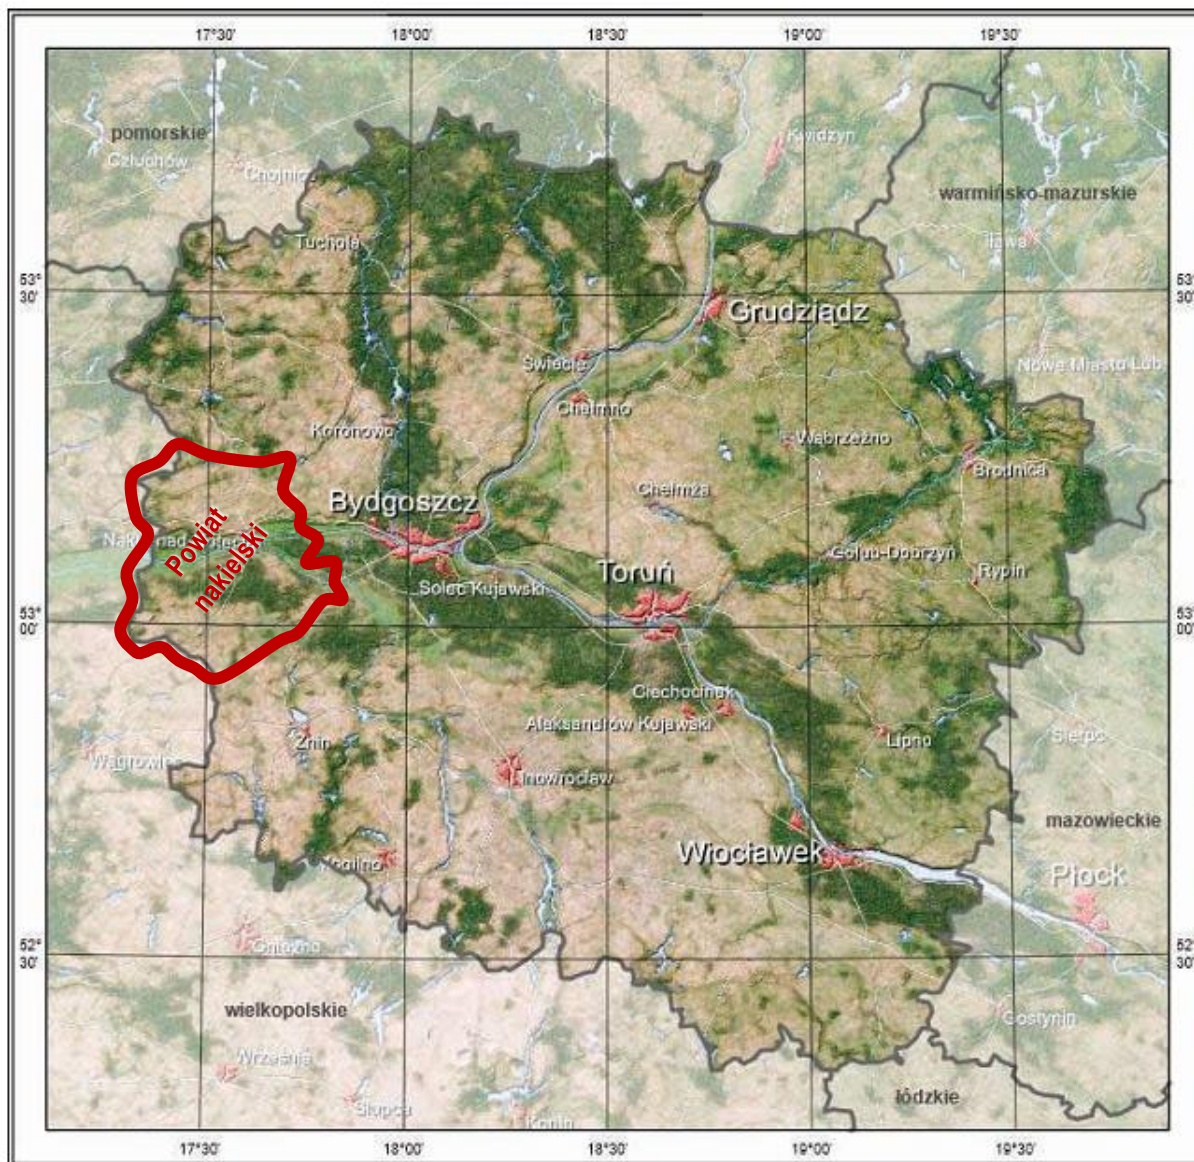 17°30' 18°00' 18°30' 19°00' 19°30'
pomorskie
Człuchów
Chojnic
Kwidzyn
warmińsko-mazurskie
Iława
Tuchola
53°
30'
53°
30'
Grudziądz
Świecie
Nowe Miasto Lub
Chełmno
Koronowo
Wąbrzeźno
Brodnica
Chełmża
Bydgoszcz
Powiat
nakielski
Golub-Dobrzyń
Toruń
Rypin
Solec Kujawski
53°
00'
53°
00'
Ciechocinek
Aleksandrów Kujawski
Lipno
Sierpc
Żnin
Wągrowiec
Inowrocław
mazowieckie
Włocławek
Mogilno
Płock
Gniezno
52°
30'
52°
30'
wielkopolskie
Gostynin
Września
Słupca
Konin
łódzkie
17°30' 18°00' 18°30' 19°00' 19°30'